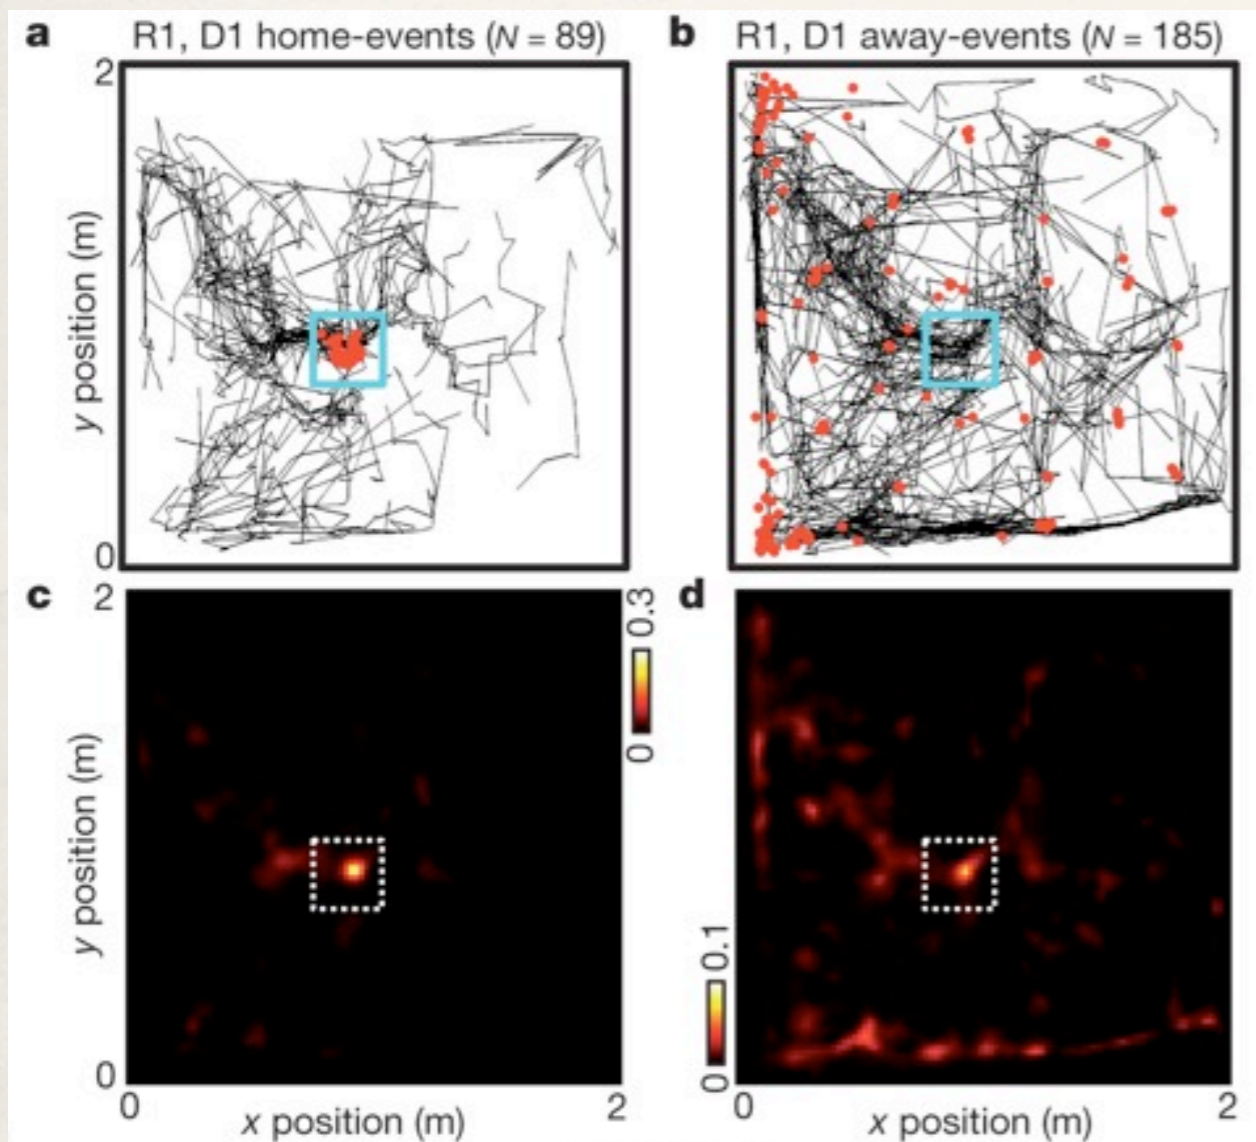 a R1, D1 home-events (N = 89)
b R1, D1 away-events (N = 185)
2
y position (m)
0
c
2
y position (m)
0
0.3
0
d
0.1
0
0
x position (m)
2
0
x position (m)
2